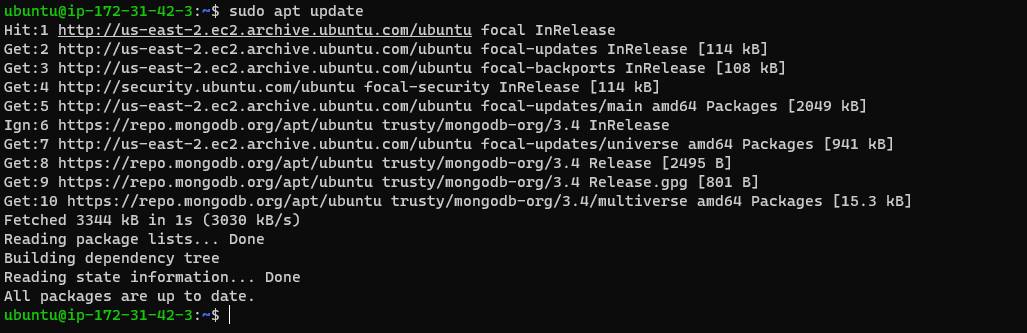 ubuntu@ip-172-31-42-3:~$ sudo apt update
Hit:1 http://us-east-2.ec2.archive.ubuntu.com/ubuntu focal InRelease
Get:2 http://us-east-2.ec2.archive.ubuntu.com/ubuntu focal-updates InRelease [114 kB]
Get:3 http://us-east-2.ec2.archive.ubuntu.com/ubuntu focal-backports InRelease [108 kB]
Get:4 http://security.ubuntu.com/ubuntu focal-security InRelease [114 kB]
Get:5 http://us-east-2.ec2.archive.ubuntu.com/ubuntu focal-updates/main amd64 Packages [2049 kB]
Ign:6 https://repo.mongodb.org/apt/ubuntu trusty/mongodb-org/3.4 InRelease
Get:7 http://us-east-2.ec2.archive.ubuntu.com/ubuntu focal-updates/universe amd64 Packages [941 kB]
Get:8 https://repo.mongodb.org/apt/ubuntu trusty/mongodb-org/3.4 Release [2495 B]
Get:9 https://repo.mongodb.org/apt/ubuntu trusty/mongodb-org/3.4 Release.gpg [801 B]
Get:10 https://repo.mongodb.org/apt/ubuntu trusty/mongodb-org/3.4/multiverse amd64 Packages [15.3 kB]
Fetched 3344 kB in 1s (3030 kB/s)
Reading package lists... Done
Building dependency tree
Reading state information... Done
All packages are up to date.
ubuntu@ip-172-31-42-3:~$